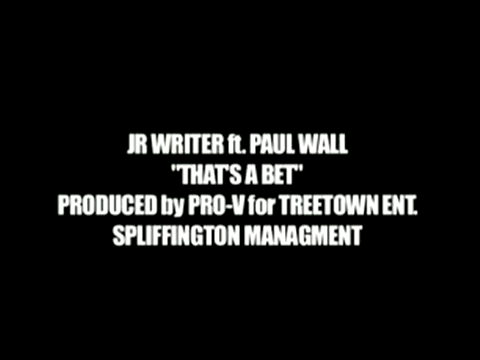 JR WRITER ft. PAUL WALL
"THAT'S A BET"
PRODUCED by PRO-V for TREETOWN ENT.
SPLIFFINGTON MANAGMENT